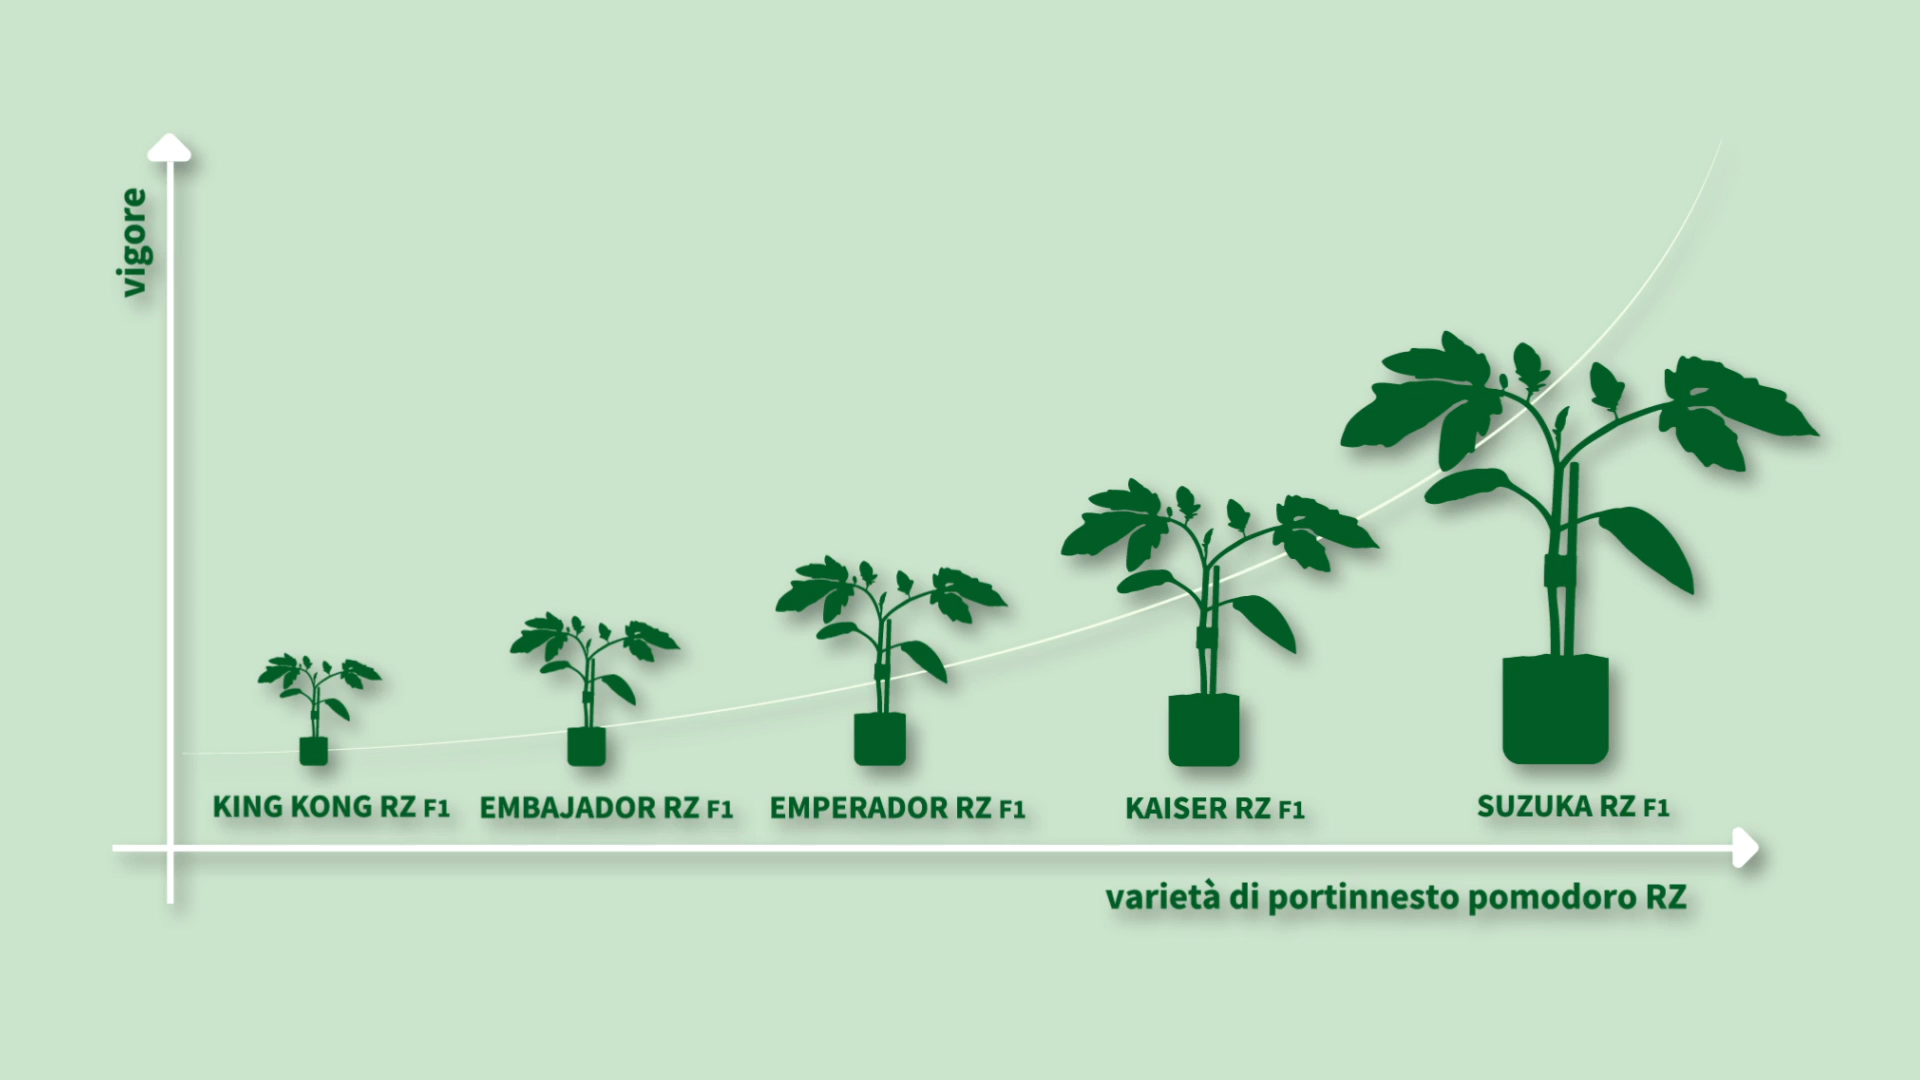 vigore
KING KONG RZ F1
EMBAJADOR RZ F1
EMPERADOR RZ F1
KAISER RZ F1
SUZUKA RZ F1
varietà di portinnesto pomodoro RZ